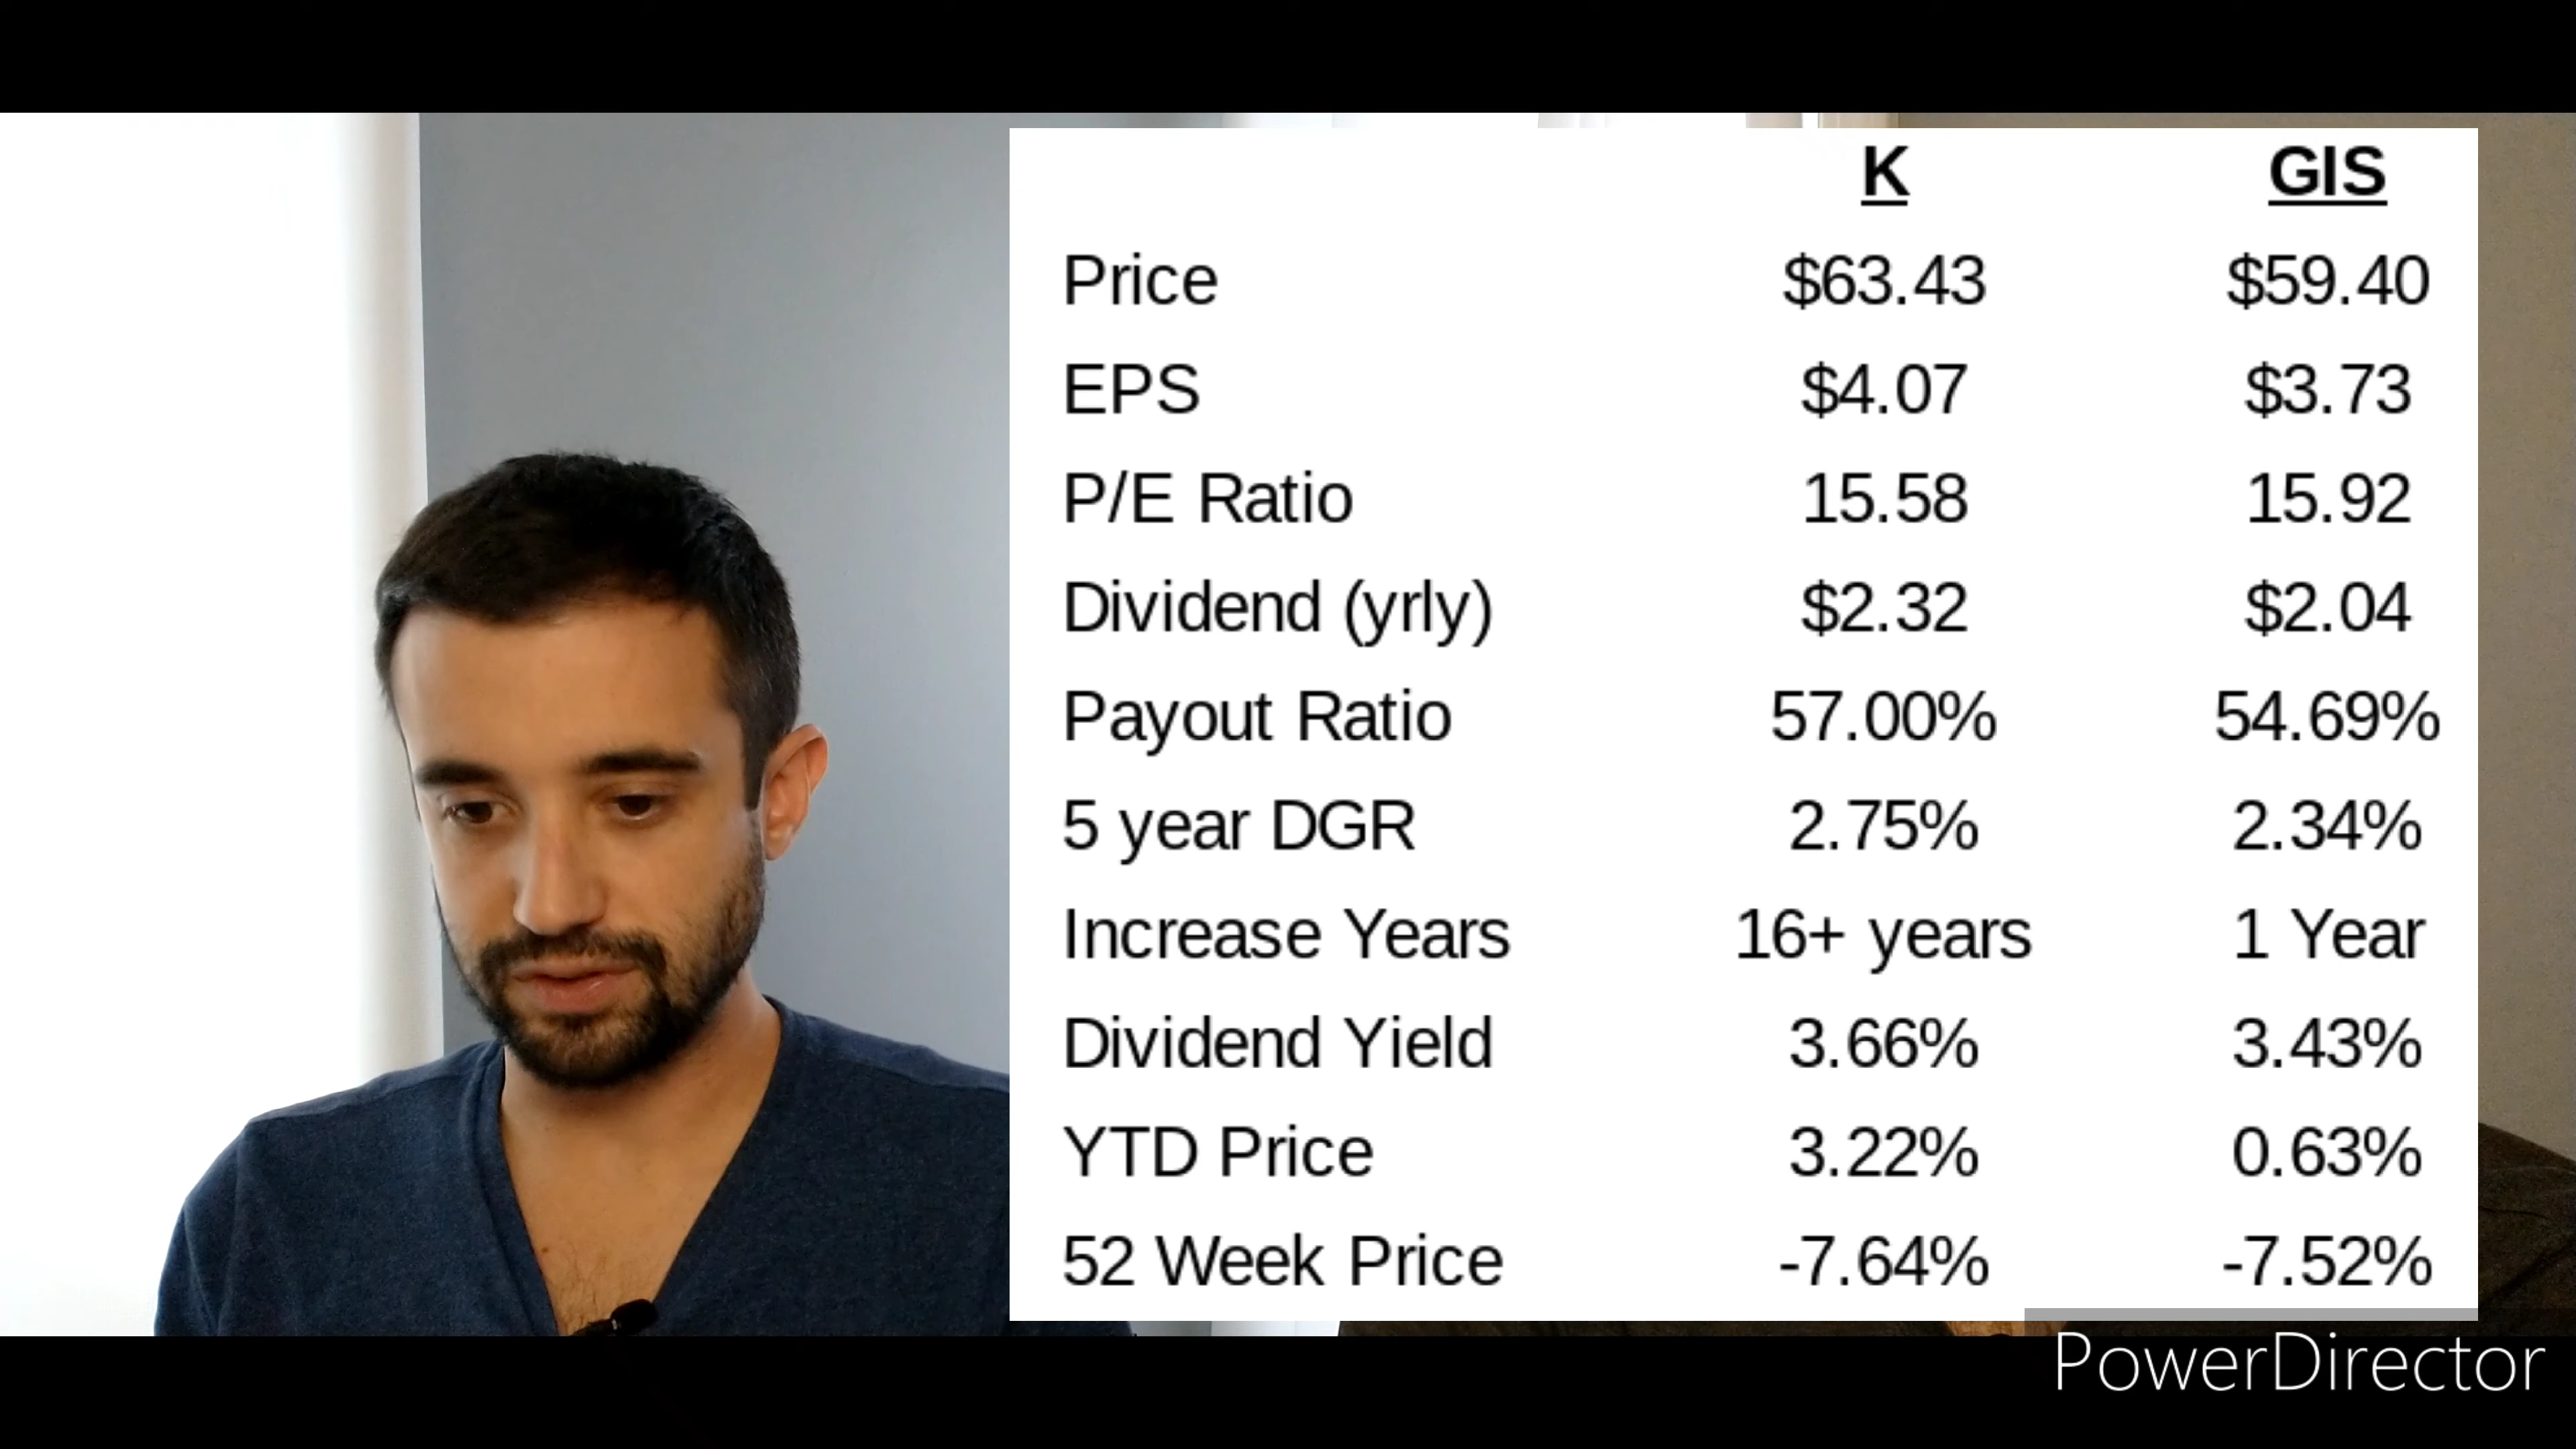 K GIS
Price $63.43 $59.40
EPS $4.07 $3.73
P/E Ratio 15.58 15.92
Dividend (yrly) $2.32 $2.04
Payout Ratio 57.00% 54.69%
5 year DGR 2.75% 2.34%
Increase Years 16+ years 1 Year
Dividend Yield 3.66% 3.43%
YTD Price 3.22% 0.63%
52 Week Price -7.64% -7.52%
PowerDirector